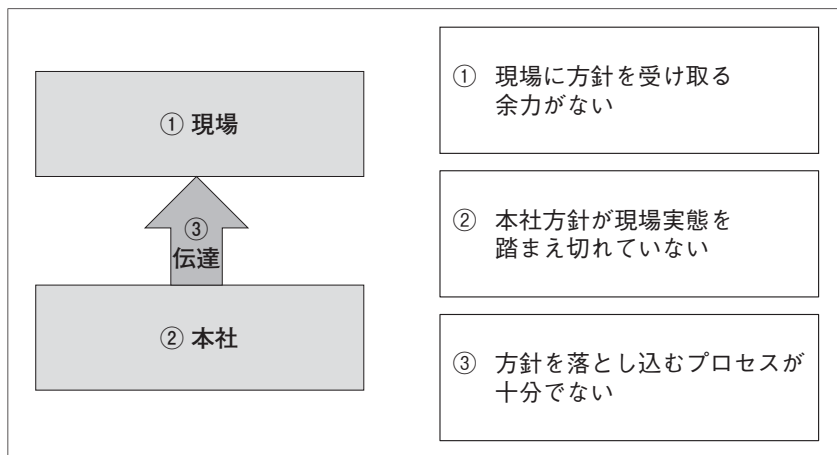 ① 現場
③
伝達
② 本社
① 現場に方針を受け取る
余力がない
② 本社方針が現場実態を
踏まえ切れていない
③ 方針を落とし込むプロセスが
十分でない